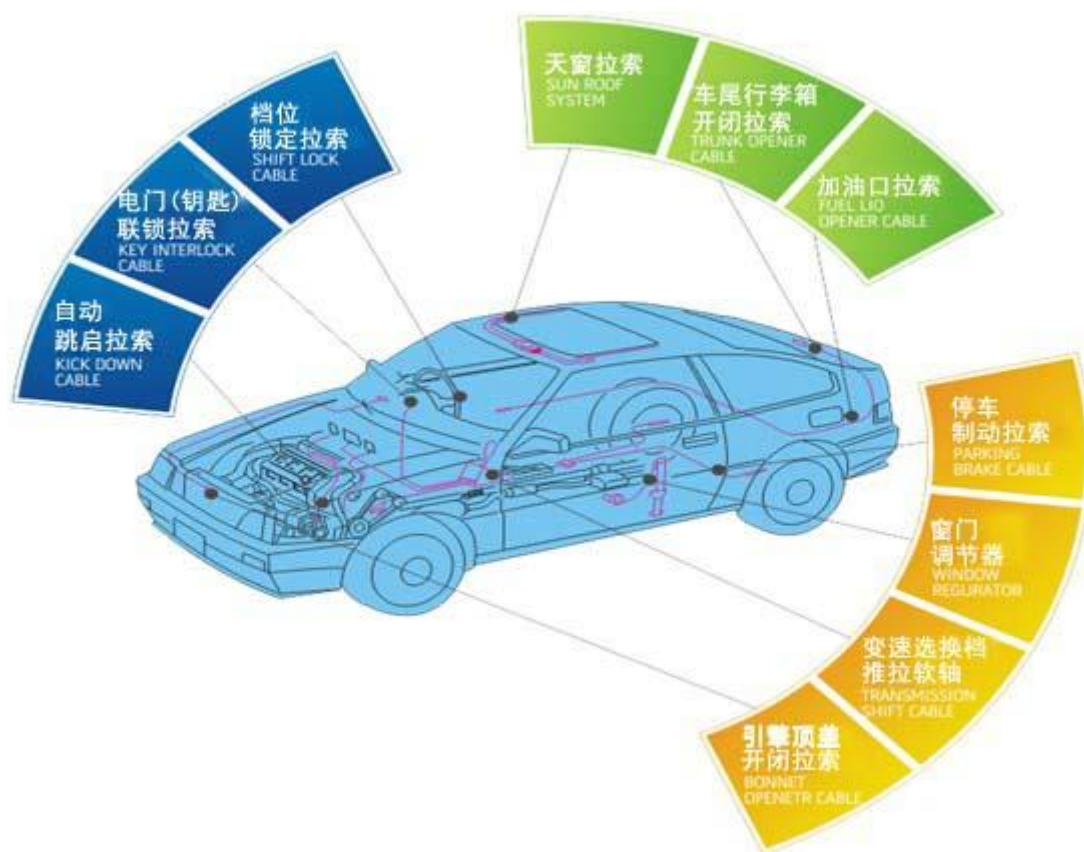 档位
锁定拉索
SHIFT LOCK
CABLE
电门(钥匙)
联锁拉索
KEY INTERLOCK
CABLE
自动
跳启拉索
KICK DOWN
CABLE
天窗拉索
SUN ROOF
SYSTEM
车尾行李箱
开闭拉索
TRUNK OPENER
CABLE
加油口拉索
FUEL LIO
OPENER CABLE
停车
制动拉索
PARKING
BRAKE CABLE
窗门
调节器
WINDOW
REGURATOR
变速选换档
推拉软轴
TRANSMISSION
SHIFT CABLE
引擎顶盖
开闭拉索
BONNET
OPENETR CABLE